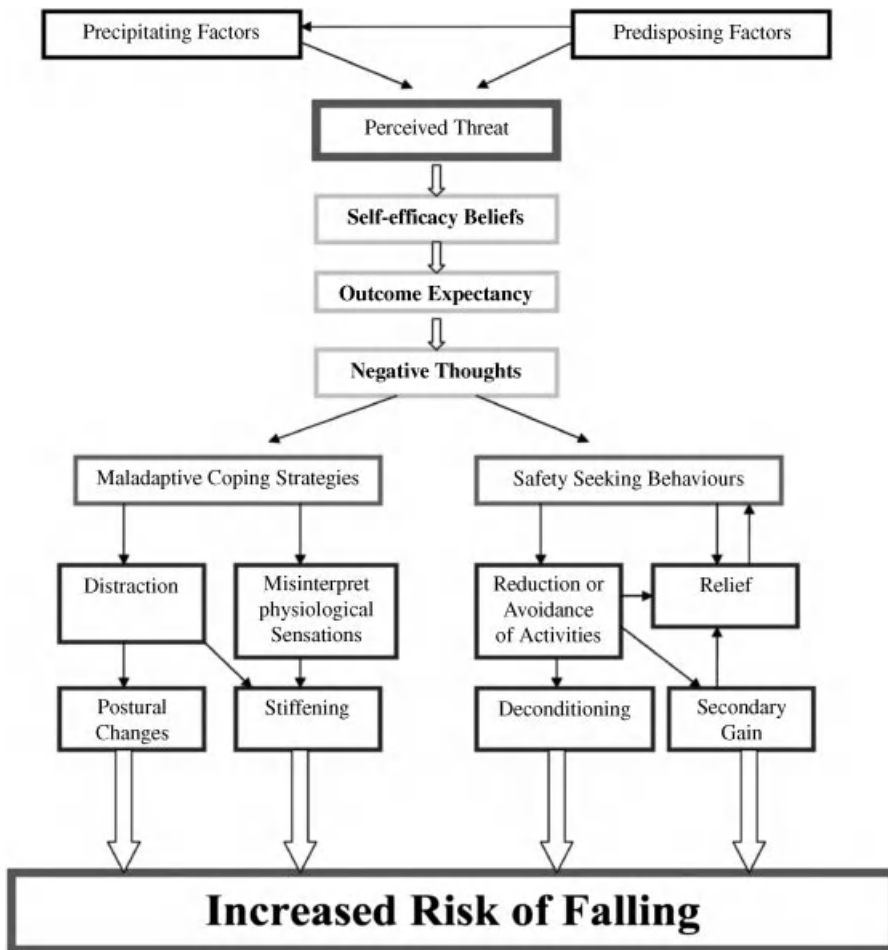 Precipitating Factors
Predisposing Factors
Perceived Threat
Self-efficacy Beliefs
Outcome Expectancy
Negative Thoughts
Maladaptive Coping Strategies
Safety Seeking Behaviours
Distraction
Misinterpret
physiological
Sensations
Reduction or
Avoidance
of Activities
Relief
Postural
Changes
Stiffening
Deconditioning
Secondary
Gain
Increased Risk of Falling